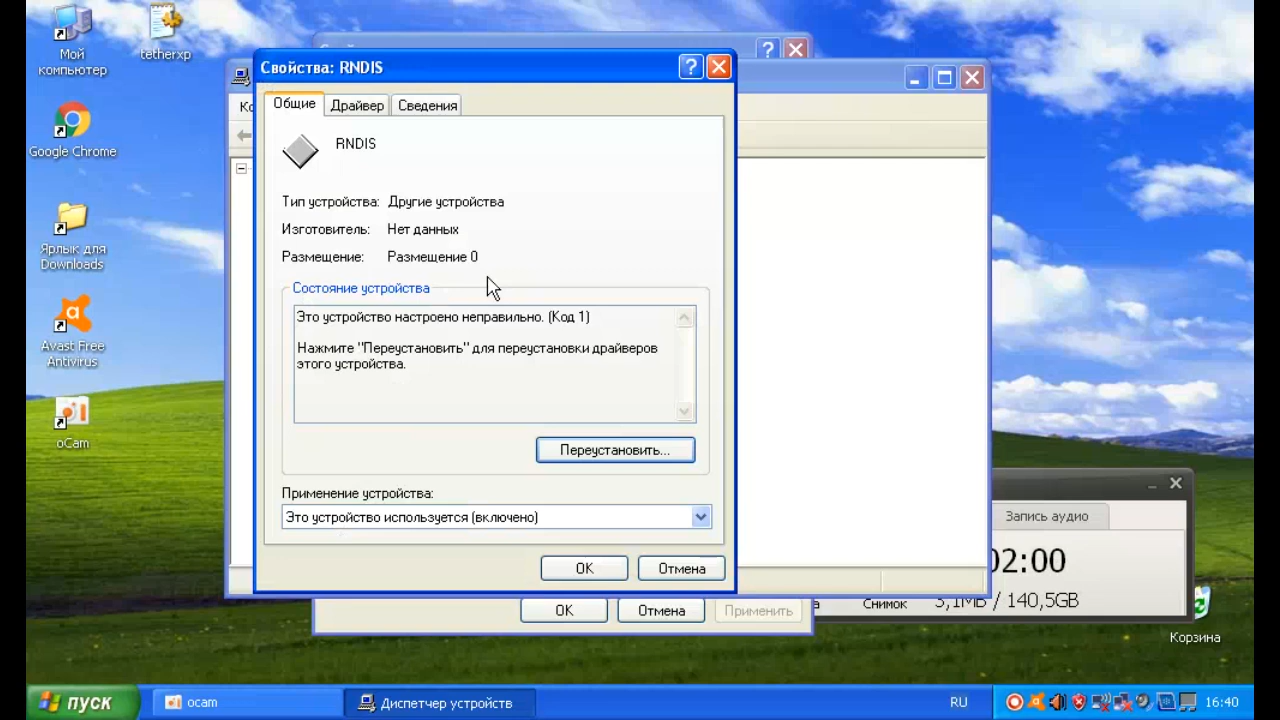 Мой
компьютер
tetherxp
Google Chrome
Ярлык для
Downloads
Avast Free
Antivirus
oCam
Свойства: RNDIS
Общие
Драйвер
Сведения
RNDIS
Тип устройства: Другие устройства
Изготовитель: Нет данных
Размещение: Размещение 0
Состояние устройства
Это устройство настроено неправильно. (Код 1)
Нажмите "Переустановить" для переустановки драйверов
этого устройства.
Переустановить...
Применение устройства:
Это устройство используется (включено)
OK
Отмена
OK
Отмена
Применить
Запись аудио
02:00
Снимок
3,1MB / 140,5GB
Корзина
пуск
ocam
Диспетчер устройств
RU
16:40